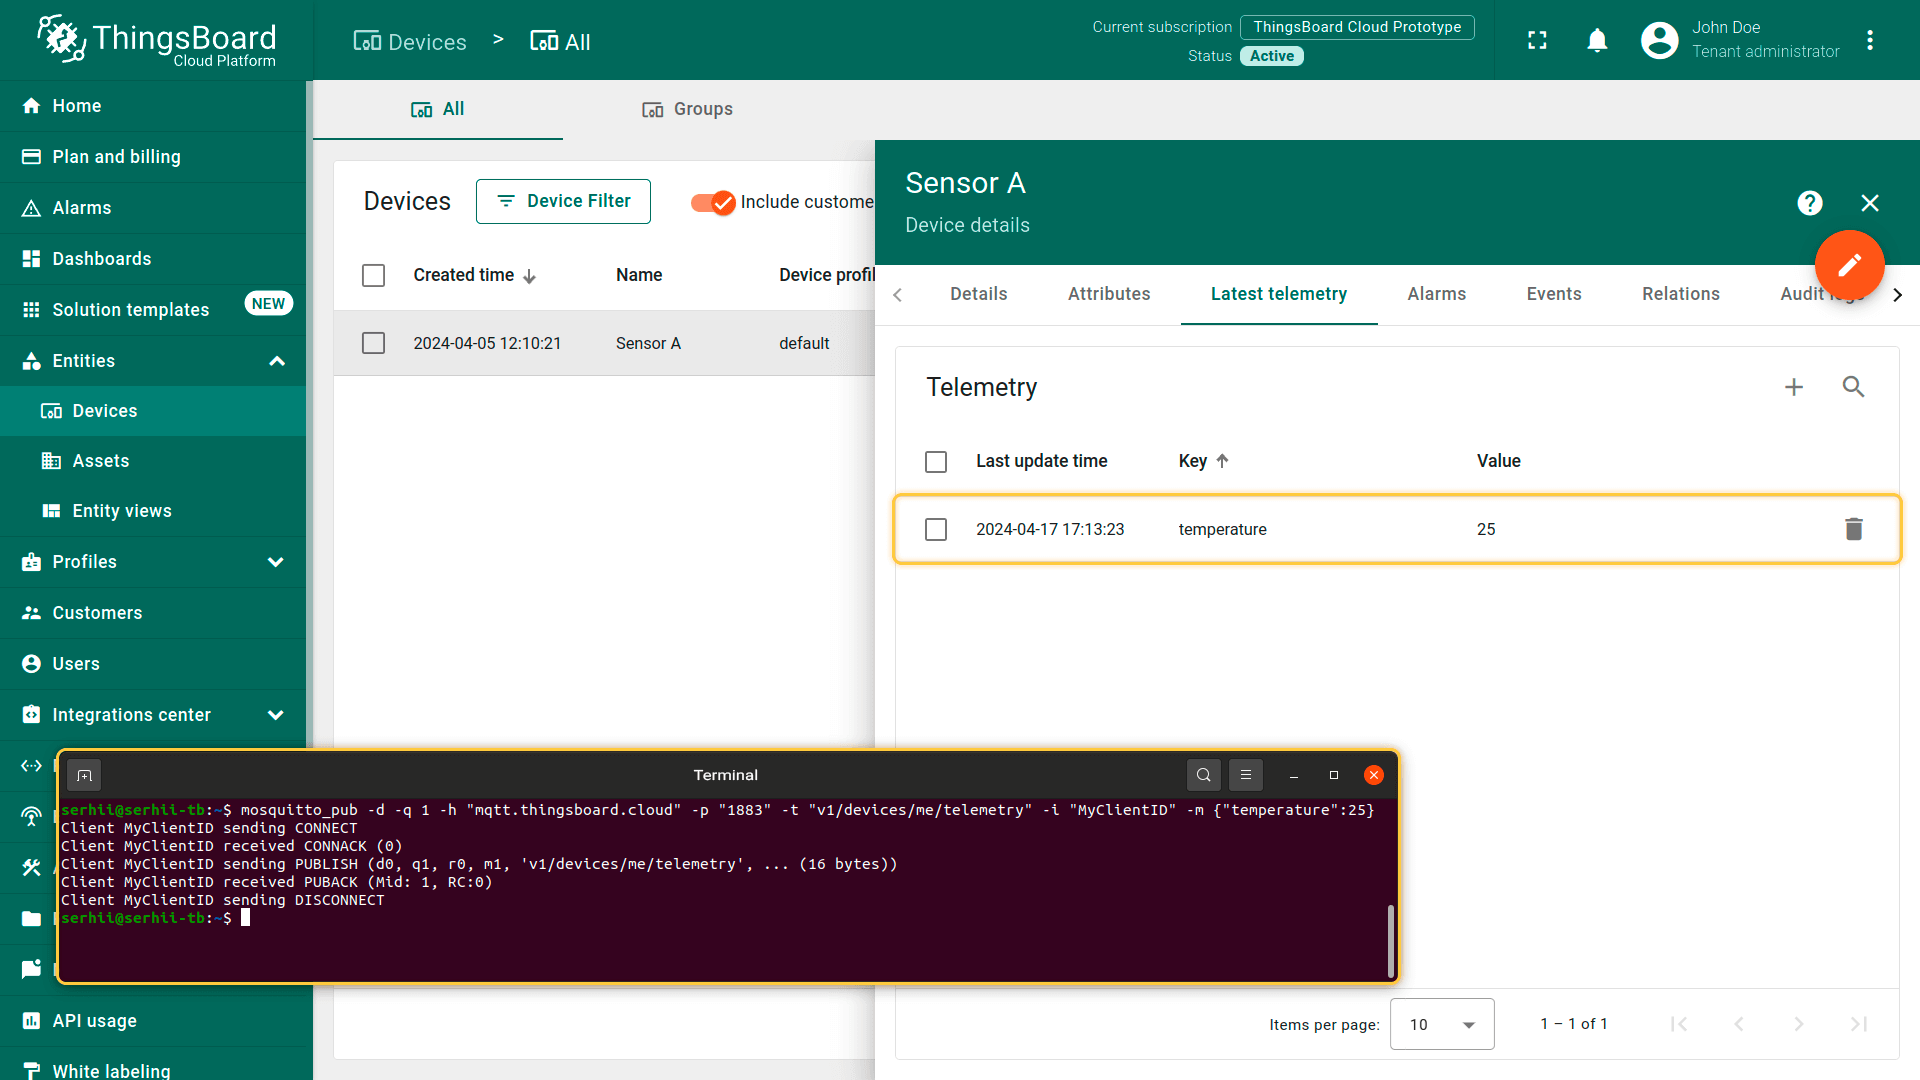 ThingsBoard
Cloud Platform
Devices > All
Current subscription ThingsBoard Cloud Prototype
Status Active
John Doe
Tenant administrator
Home
Plan and billing
Alarms
Dashboards
Solution templates NEW
Entities
Devices
Assets
Entity views
Profiles
Customers
Users
Integrations center
API usage
White labeling
All
Groups
Devices
Device Filter
Include custome
Created time
Name
Device profil
2024-04-05 12:10:21
Sensor A
default
Sensor A
Device details
Details
Attributes
Latest telemetry
Alarms
Events
Relations
Audit
Telemetry
Last update time
Key
Value
2024-04-17 17:13:23
temperature
25
Terminal
serhii@serhii-tb:~$ mosquitto_pub -d -q 1 -h "mqtt.thingsboard.cloud" -p "1883" -t "v1/devices/me/telemetry" -i "MyClientID" -m {"temperature":25}
Client MyClientID sending CONNECT
Client MyClientID received CONNACK (0)
Client MyClientID sending PUBLISH (d0, q1, r0, m1, 'v1/devices/me/telemetry', ... (16 bytes))
Client MyClientID received PUBACK (Mid: 1, RC:0)
Client MyClientID sending DISCONNECT
serhii@serhii-tb:~$
Items per page: 10
1 – 1 of 1